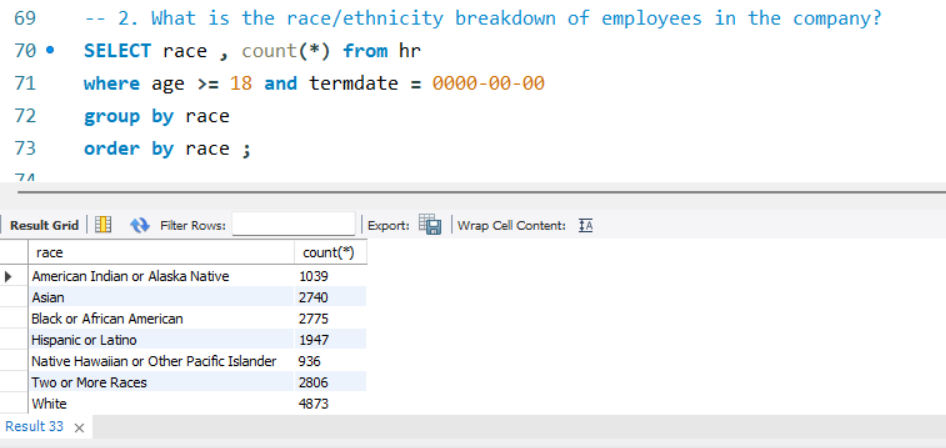 69 -- 2. What is the race/ethnicity breakdown of employees in the company?
70 SELECT race , count(*) from hr
71 where age >= 18 and termdate = 0000-00-00
72 group by race
73 order by race ;
74
Result Grid Filter Rows: Export: Wrap Cell Content: IA
race count(*)
American Indian or Alaska Native 1039
Asian 2740
Black or African American 2775
Hispanic or Latino 1947
Native Hawaiian or Other Pacific Islander 936
Two or More Races 2806
White 4873
Result 33 ×